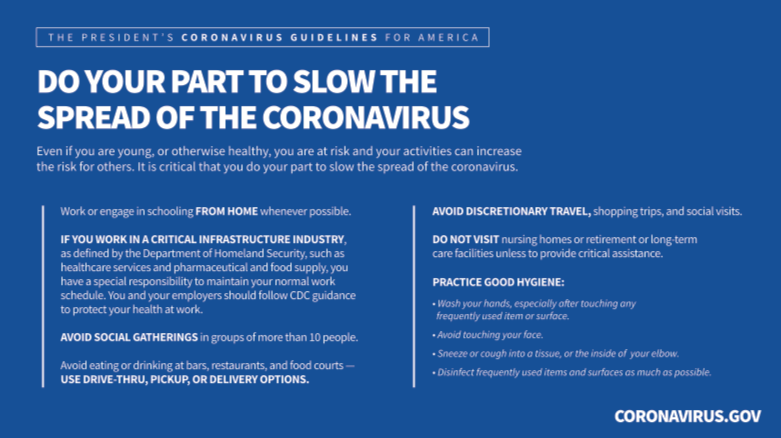 THE PRESIDENT'S CORONAVIRUS GUIDELINES FOR AMERICA
DO YOUR PART TO SLOW THE
SPREAD OF THE CORONAVIRUS
Even if you are young, or otherwise healthy, you are at risk and your activities can increase
the risk for others. It is critical that you do your part to slow the spread of the coronavirus.
Work or engage in schooling FROM HOME whenever possible.
IF YOU WORK IN A CRITICAL INFRASTRUCTURE INDUSTRY,
as defined by the Department of Homeland Security, such as
healthcare services and pharmaceutical and food supply, you
have a special responsibility to maintain your normal work
schedule. You and your employers should follow CDC guidance
to protect your health at work.
AVOID SOCIAL GATHERINGS in groups of more than 10 people.
Avoid eating or drinking at bars, restaurants, and food courts —
USE DRIVE-THRU, PICKUP, OR DELIVERY OPTIONS.
AVOID DISCRETIONARY TRAVEL, shopping trips, and social visits.
DO NOT VISIT nursing homes or retirement or long-term
care facilities unless to provide critical assistance.
PRACTICE GOOD HYGIENE:
• Wash your hands, especially after touching any
frequently used item or surface.
• Avoid touching your face.
• Sneeze or cough into a tissue, or the inside of your elbow.
• Disinfect frequently used items and surfaces as much as possible.
CORONAVIRUS.GOV